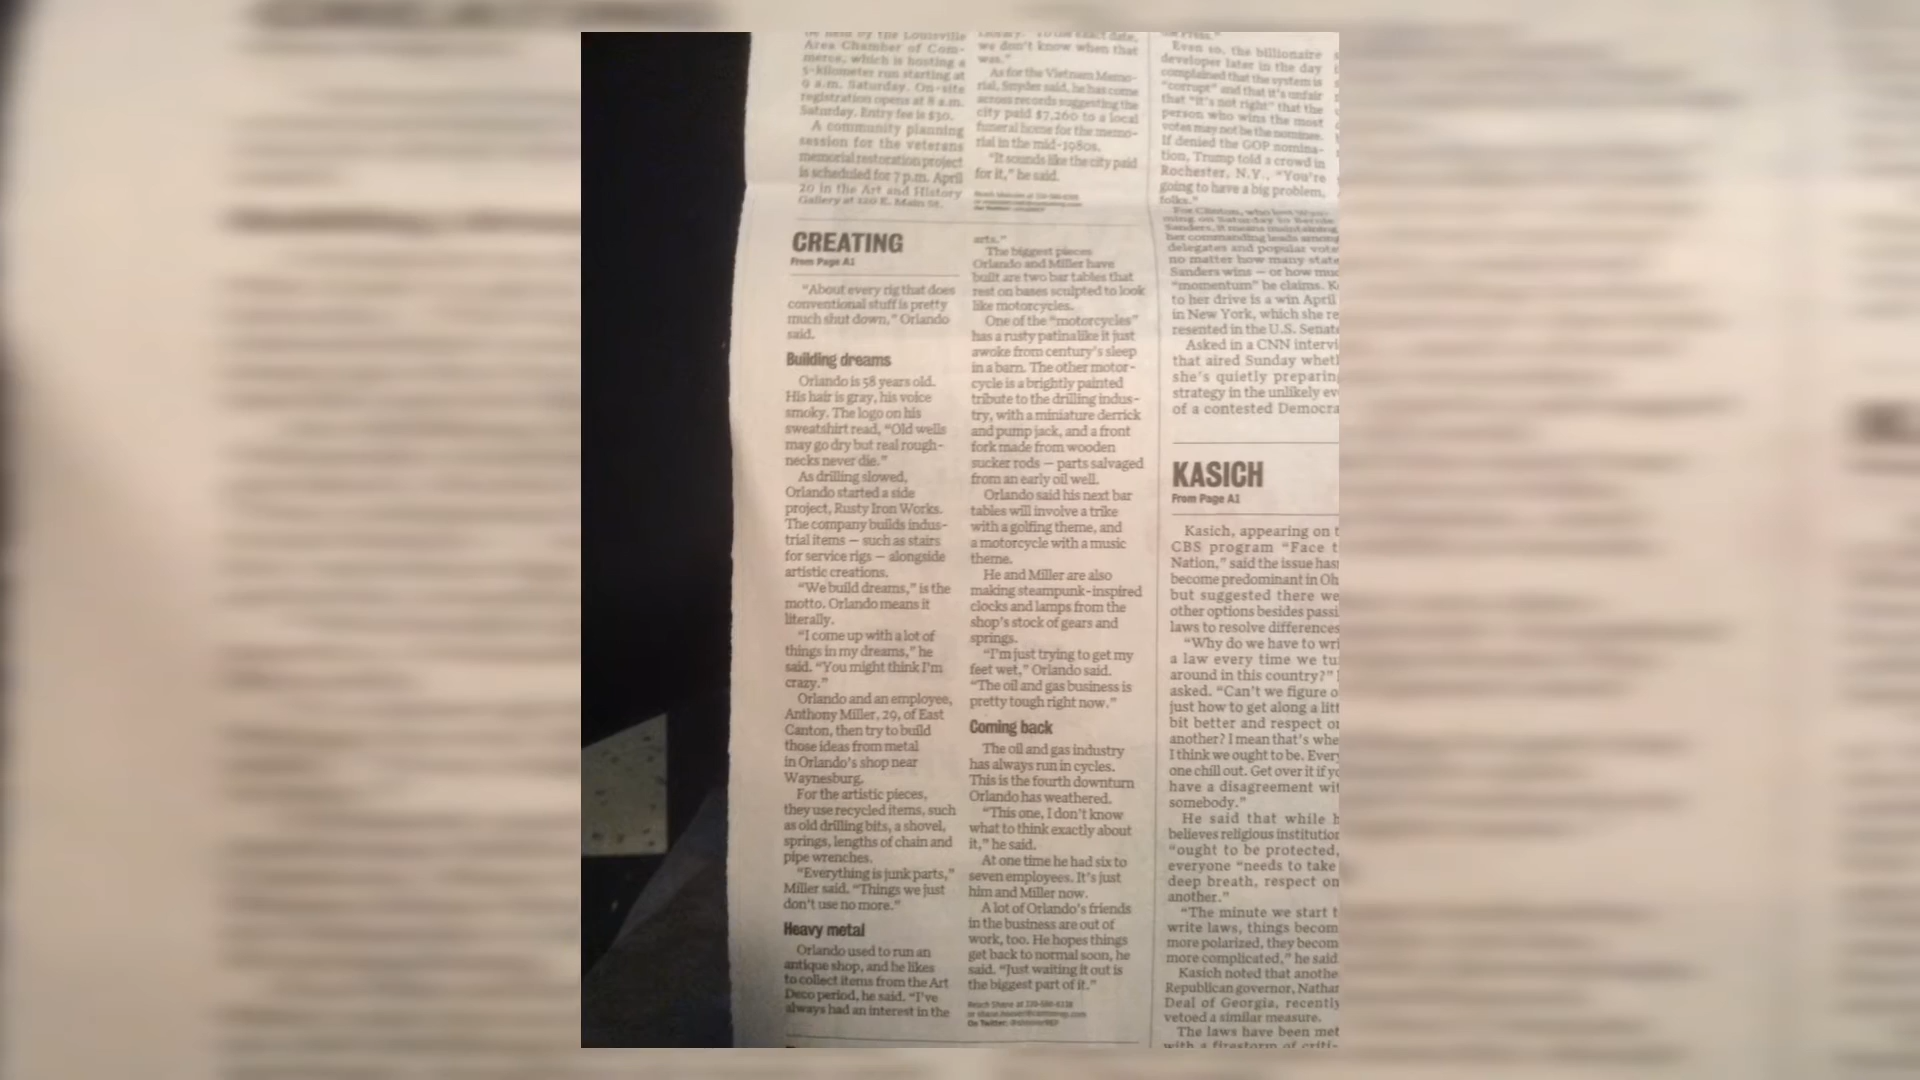 Area Chamber of Com-
merce, which is hosting a
5-kilometer run starting at
9 a.m. Saturday. On-site
registration opens at 8 a.m.
Saturday. Entry fee is $30.
A community planning
session for the veterans
memorial restoration project
is scheduled for 7 p.m. April
20 in the Art and History
Gallery at 120 E. Main St.
we don't know when that
was."
As for the Vietnam Memo-
rial, Snyder said, he has come
across records suggesting the
city paid $7,260 to a local
funeral home for the memo-
rial in the mid-1980s.
"It sounds like the city paid
for it," he said.
CREATING
From Page A1
"About every rig that does
conventional stuff is pretty
much shut down," Orlando
said.
Building dreams
Orlando is 58 years old.
His hair is gray, his voice
smoky. The logo on his
sweatshirt read, "Old wells
may go dry but real rough-
necks never die."
As drilling slowed,
Orlando started a side
project, Rusty Iron Works.
The company builds indus-
trial items — such as stairs
for service rigs — alongside
artistic creations.
"We build dreams," is the
motto. Orlando means it
literally.
"I come up with a lot of
things in my dreams," he
said. "You might think I'm
crazy."
Orlando and an employee,
Anthony Miller, 29, of East
Canton, then try to build
those ideas from metal
in Orlando's shop near
Waynesburg.
For the artistic pieces,
they use recycled items, such
as old drilling bits, a shovel,
springs, lengths of chain and
pipe wrenches.
"Everything is junk parts,"
Miller said. "Things we just
don't use no more."
Heavy metal
Orlando used to run an
antique shop, and he likes
to collect items from the Art
Deco period, he said. "I've
always had an interest in the
arts."
The biggest pieces
Orlando and Miller have
built are two bar tables that
rest on bases sculpted to look
like motorcycles.
One of the "motorcycles"
has a rusty patina like it just
awoke from century's sleep
in a barn. The other motor-
cycle is a brightly painted
tribute to the drilling indus-
try, with a miniature derrick
and pump jack, and a front
fork made from wooden
sucker rods — parts salvaged
from an early oil well.
Orlando said his next bar
tables will involve a trike
with a golfing theme, and
a motorcycle with a music
theme.
He and Miller are also
making steampunk-inspired
clocks and lamps from the
shop's stock of gears and
springs.
"I'm just trying to get my
feet wet," Orlando said.
"The oil and gas business is
pretty tough right now."
Coming back
The oil and gas industry
has always run in cycles.
This is the fourth downturn
Orlando has weathered.
"This one, I don't know
what to think exactly about
it," he said.
At one time he had six to
seven employees. It's just
him and Miller now.
A lot of Orlando's friends
in the business are out of
work, too. He hopes things
get back to normal soon, he
said. "Just waiting it out is
the biggest part of it."
On Twitter:
Even so, the billionaire
developer later in the day
complained that the system is
"corrupt" and that it's unfair
that "it's not right" that the
person who wins the most
votes may not be the nominee.
If denied the GOP nomina-
tion, Trump told a crowd in
Rochester, N.Y., "You're
going to have a big problem,
folks."
her commanding leads among
delegates and popular vote
no matter how many state
Sanders wins — or how muc
"momentum" he claims. K
to her drive is a win April
in New York, which she re
resented in the U.S. Senate
Asked in a CNN intervi
that aired Sunday wheth
she's quietly preparing
strategy in the unlikely ev
of a contested Democra
KASICH
From Page A1
Kasich, appearing on t
CBS program "Face t
Nation," said the issue has
become predominant in Oh
but suggested there we
other options besides passi
laws to resolve differences
"Why do we have to wri
a law every time we tu
around in this country?"
asked. "Can't we figure o
just how to get along a litt
bit better and respect on
another? I mean that's whe
I think we ought to be. Ever
one chill out. Get over it if yo
have a disagreement wit
somebody."
He said that while h
believes religious institution
"ought to be protected,
everyone "needs to take
deep breath, respect on
another."
"The minute we start t
write laws, things becom
more polarized, they becom
more complicated," he said
Kasich noted that anothe
Republican governor, Nathan
Deal of Georgia, recently
vetoed a similar measure.
The laws have been met
with a firestorm of criti-